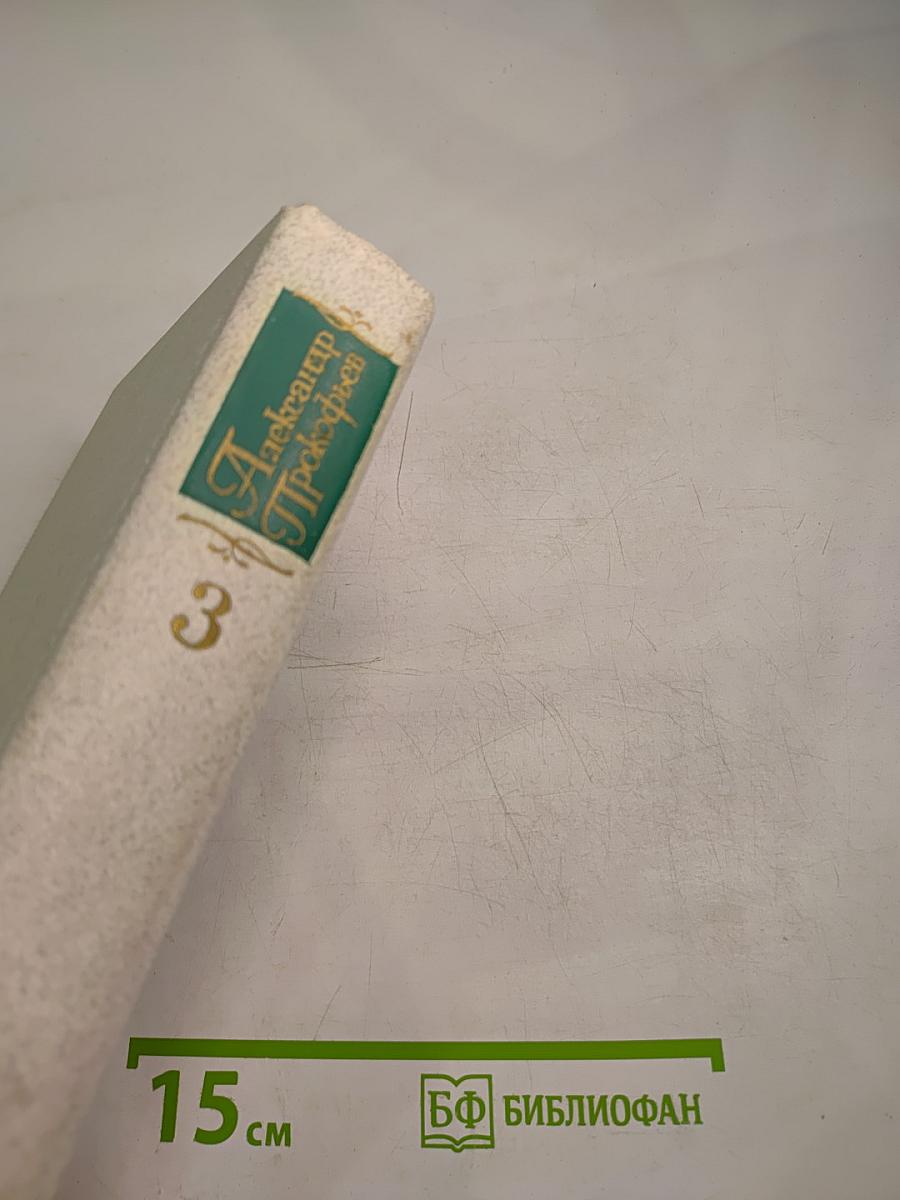 Александр
Прокофьев
3
15 см
БФ БИБЛИОФАН